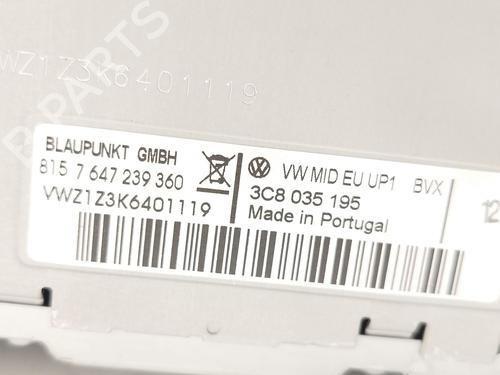 WZ1Z3K6401119
B PARTS
BLAUPUNKT GMBH
815 7 647 239 360
VWZ1Z3K6401119
VW MID EU UP1 BVX
3C8 035 195
Made in Portugal
12